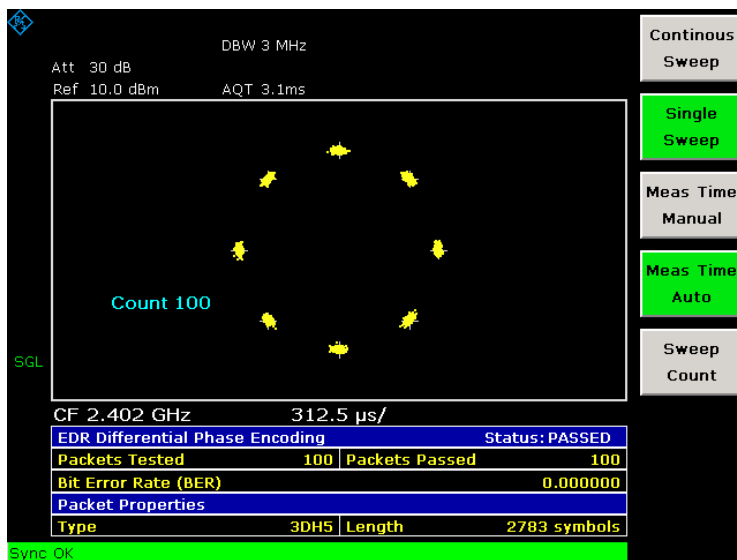 DBW 3 MHz
Att 30 dB
Ref 10.0 dBm AQT 3.1ms
Count 100
SGL
CF 2.402 GHz 312.5 µs/
EDR Differential Phase Encoding Status: PASSED
Packets Tested 100 Packets Passed 100
Bit Error Rate (BER) 0.000000
Packet Properties
Type 3DH5 Length 2783 symbols
Sync OK
Continous
Sweep
Single
Sweep
Meas Time
Manual
Meas Time
Auto
Sweep
Count